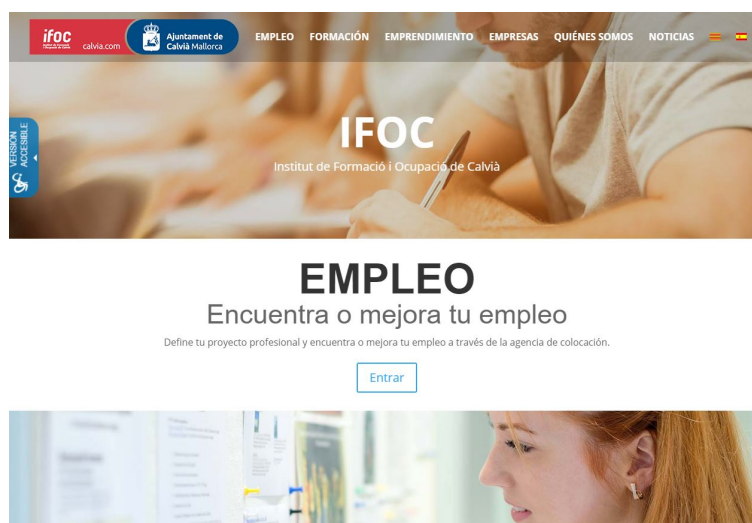 ifoc
calvia.com
Ajuntament de
Calvià Mallorca
EMPLEO FORMACIÓN EMPRENDIMIENTO EMPRESAS QUIÉNES SOMOS NOTICIAS
VERSIÓN
ACCESIBLE
IFOC
Institut de Formació i Ocupació de Calvià
EMPLEO
Encuentra o mejora tu empleo
Define tu proyecto profesional y encuentra o mejora tu empleo a través de la agencia de colocación.
Entrar